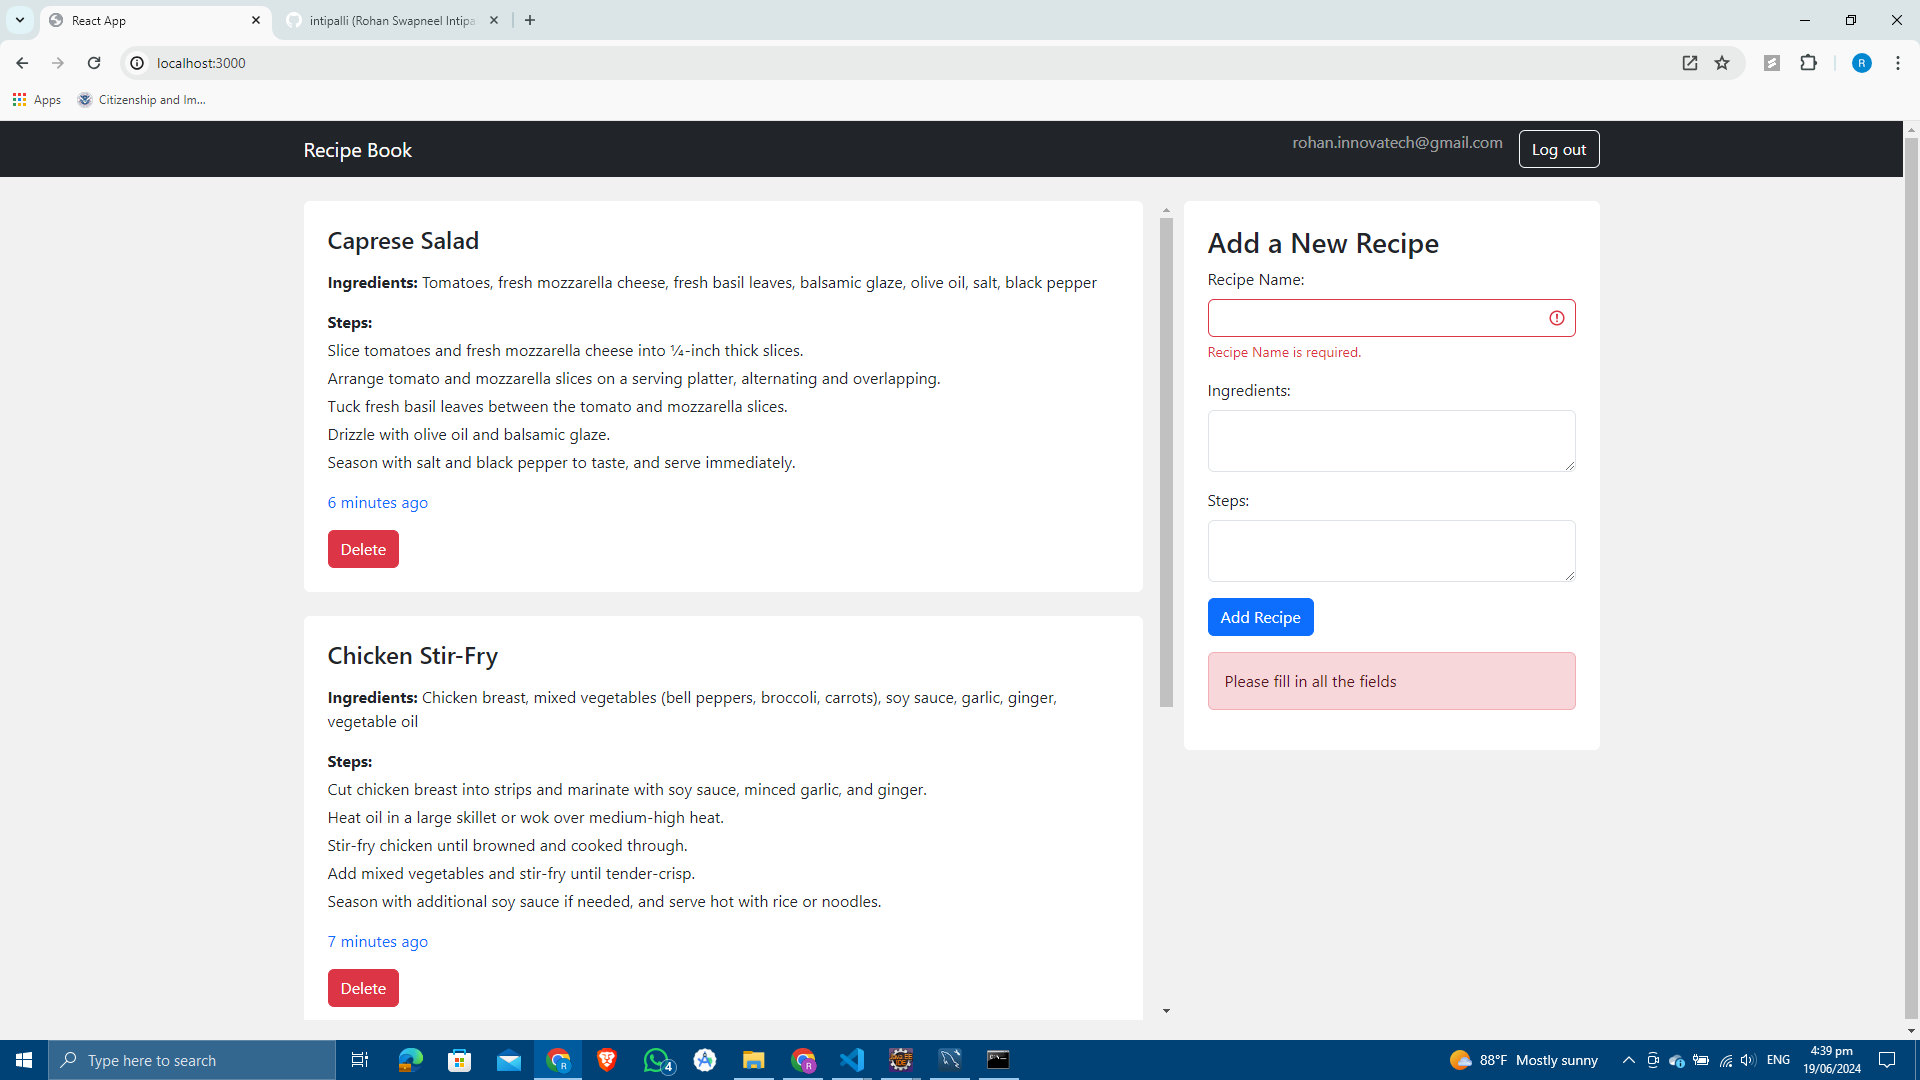 React App
intipalli (Rohan Swapneel Intipa
localhost:3000
R
Apps
Citizenship and Im...
Recipe Book
rohan.innovatech@gmail.com
Log out
Caprese Salad
Ingredients: Tomatoes, fresh mozzarella cheese, fresh basil leaves, balsamic glaze, olive oil, salt, black pepper
Steps:
Slice tomatoes and fresh mozzarella cheese into ¼-inch thick slices.
Arrange tomato and mozzarella slices on a serving platter, alternating and overlapping.
Tuck fresh basil leaves between the tomato and mozzarella slices.
Drizzle with olive oil and balsamic glaze.
Season with salt and black pepper to taste, and serve immediately.
6 minutes ago
Delete
Chicken Stir-Fry
Ingredients: Chicken breast, mixed vegetables (bell peppers, broccoli, carrots), soy sauce, garlic, ginger,
vegetable oil
Steps:
Cut chicken breast into strips and marinate with soy sauce, minced garlic, and ginger.
Heat oil in a large skillet or wok over medium-high heat.
Stir-fry chicken until browned and cooked through.
Add mixed vegetables and stir-fry until tender-crisp.
Season with additional soy sauce if needed, and serve hot with rice or noodles.
7 minutes ago
Delete
Add a New Recipe
Recipe Name:
Recipe Name is required.
Ingredients:
Steps:
Add Recipe
Please fill in all the fields
Type here to search
R
4
R
88°F Mostly sunny
ENG
4:39 pm
19/06/2024